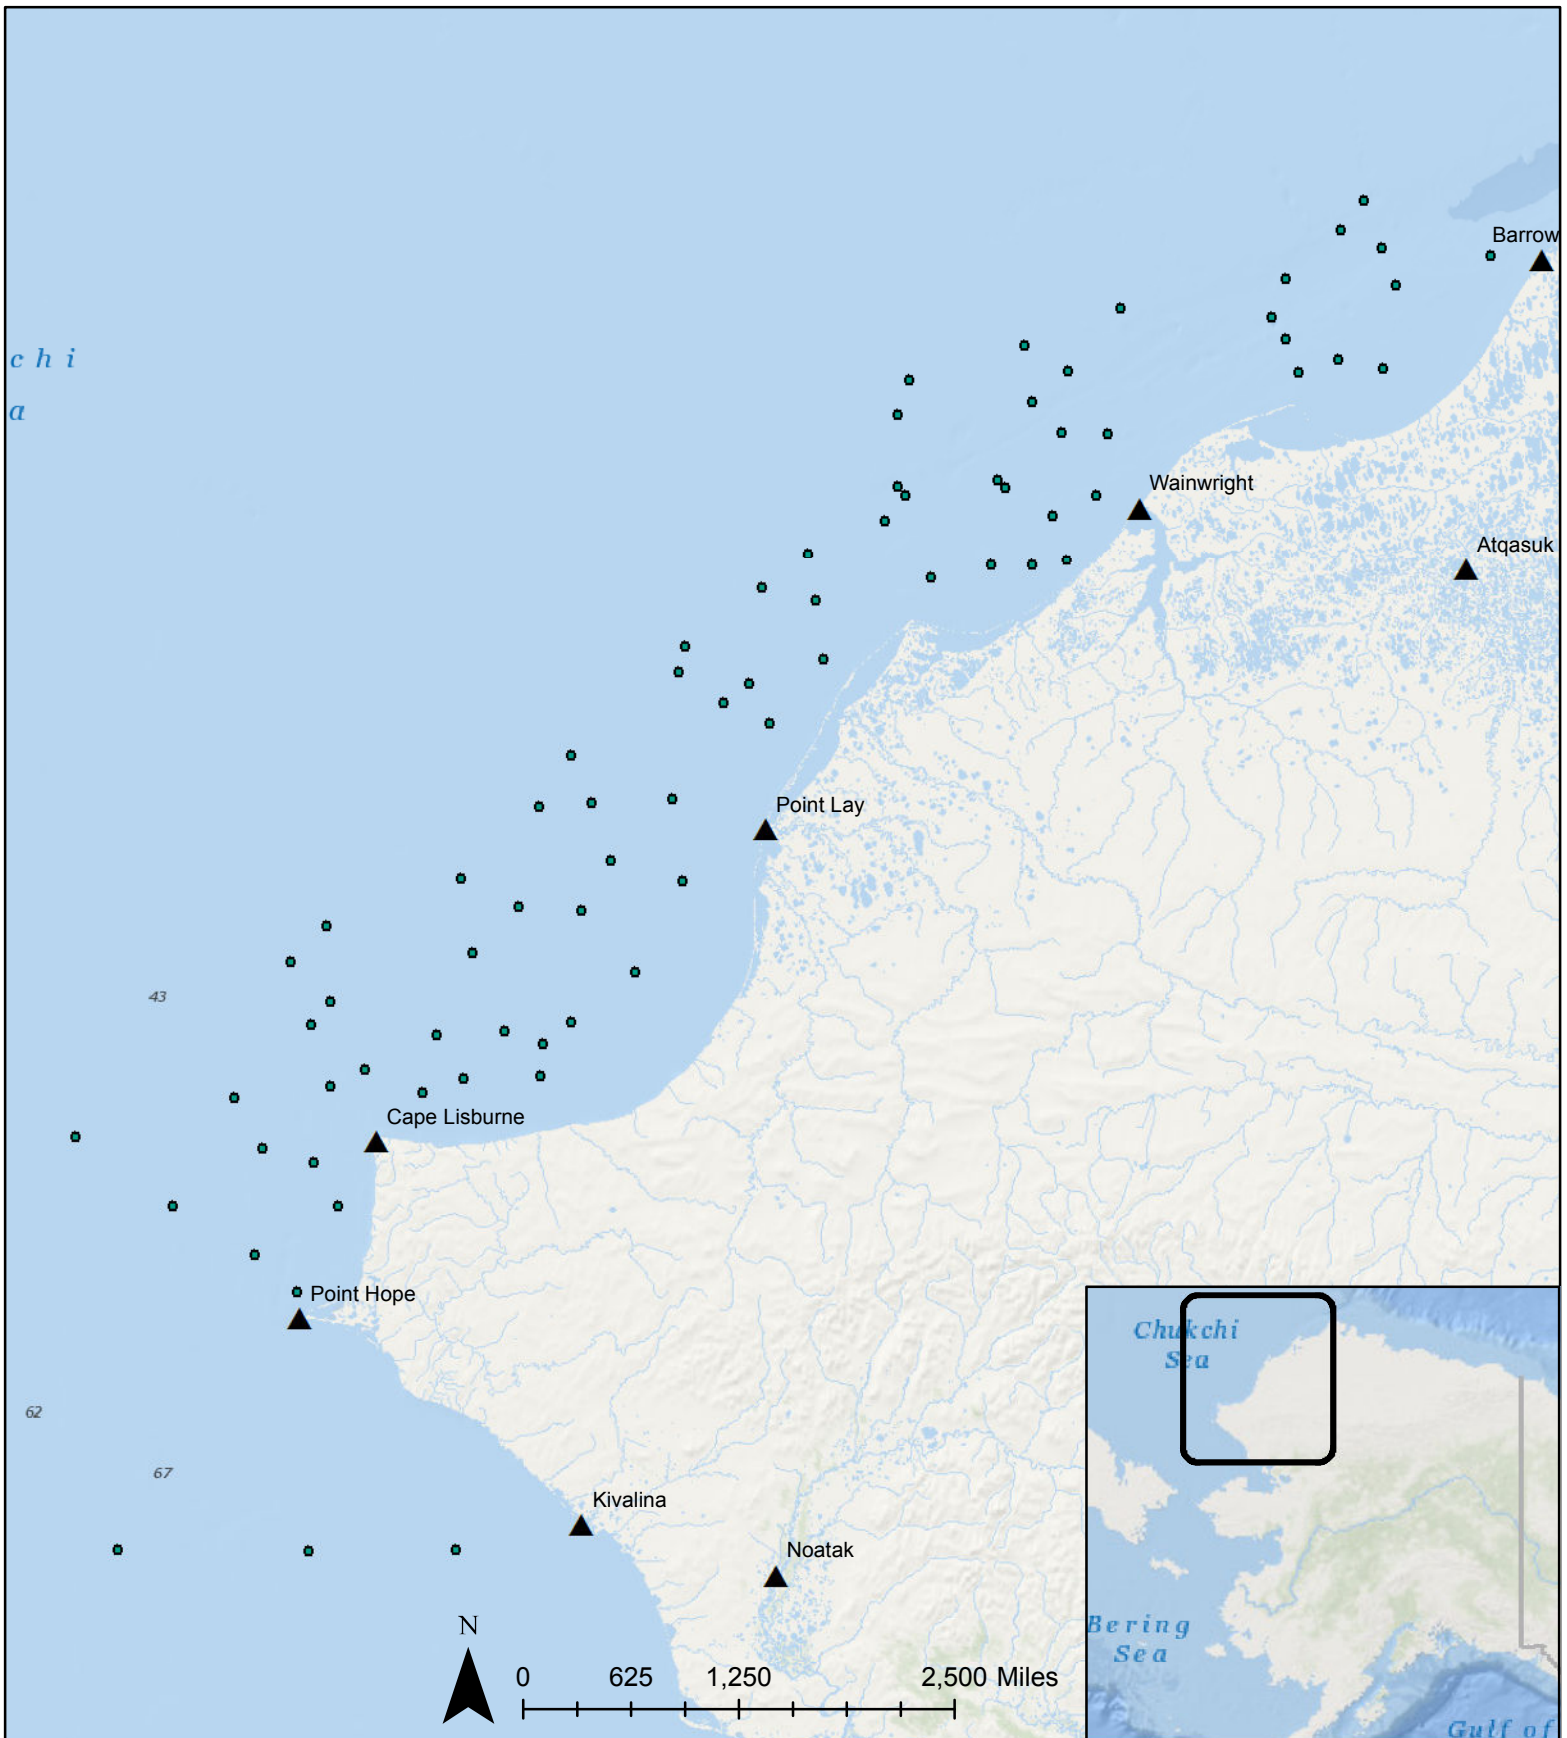 Barrow
c h i
a
Wainwright
Atqasuk
Point Lay
43
Cape Lisburne
Point Hope
Chukchi
Sea
62
67
Kivalina
Noatak
N
Bering
Sea
0 625 1,250 2,500 Miles
Gulf of